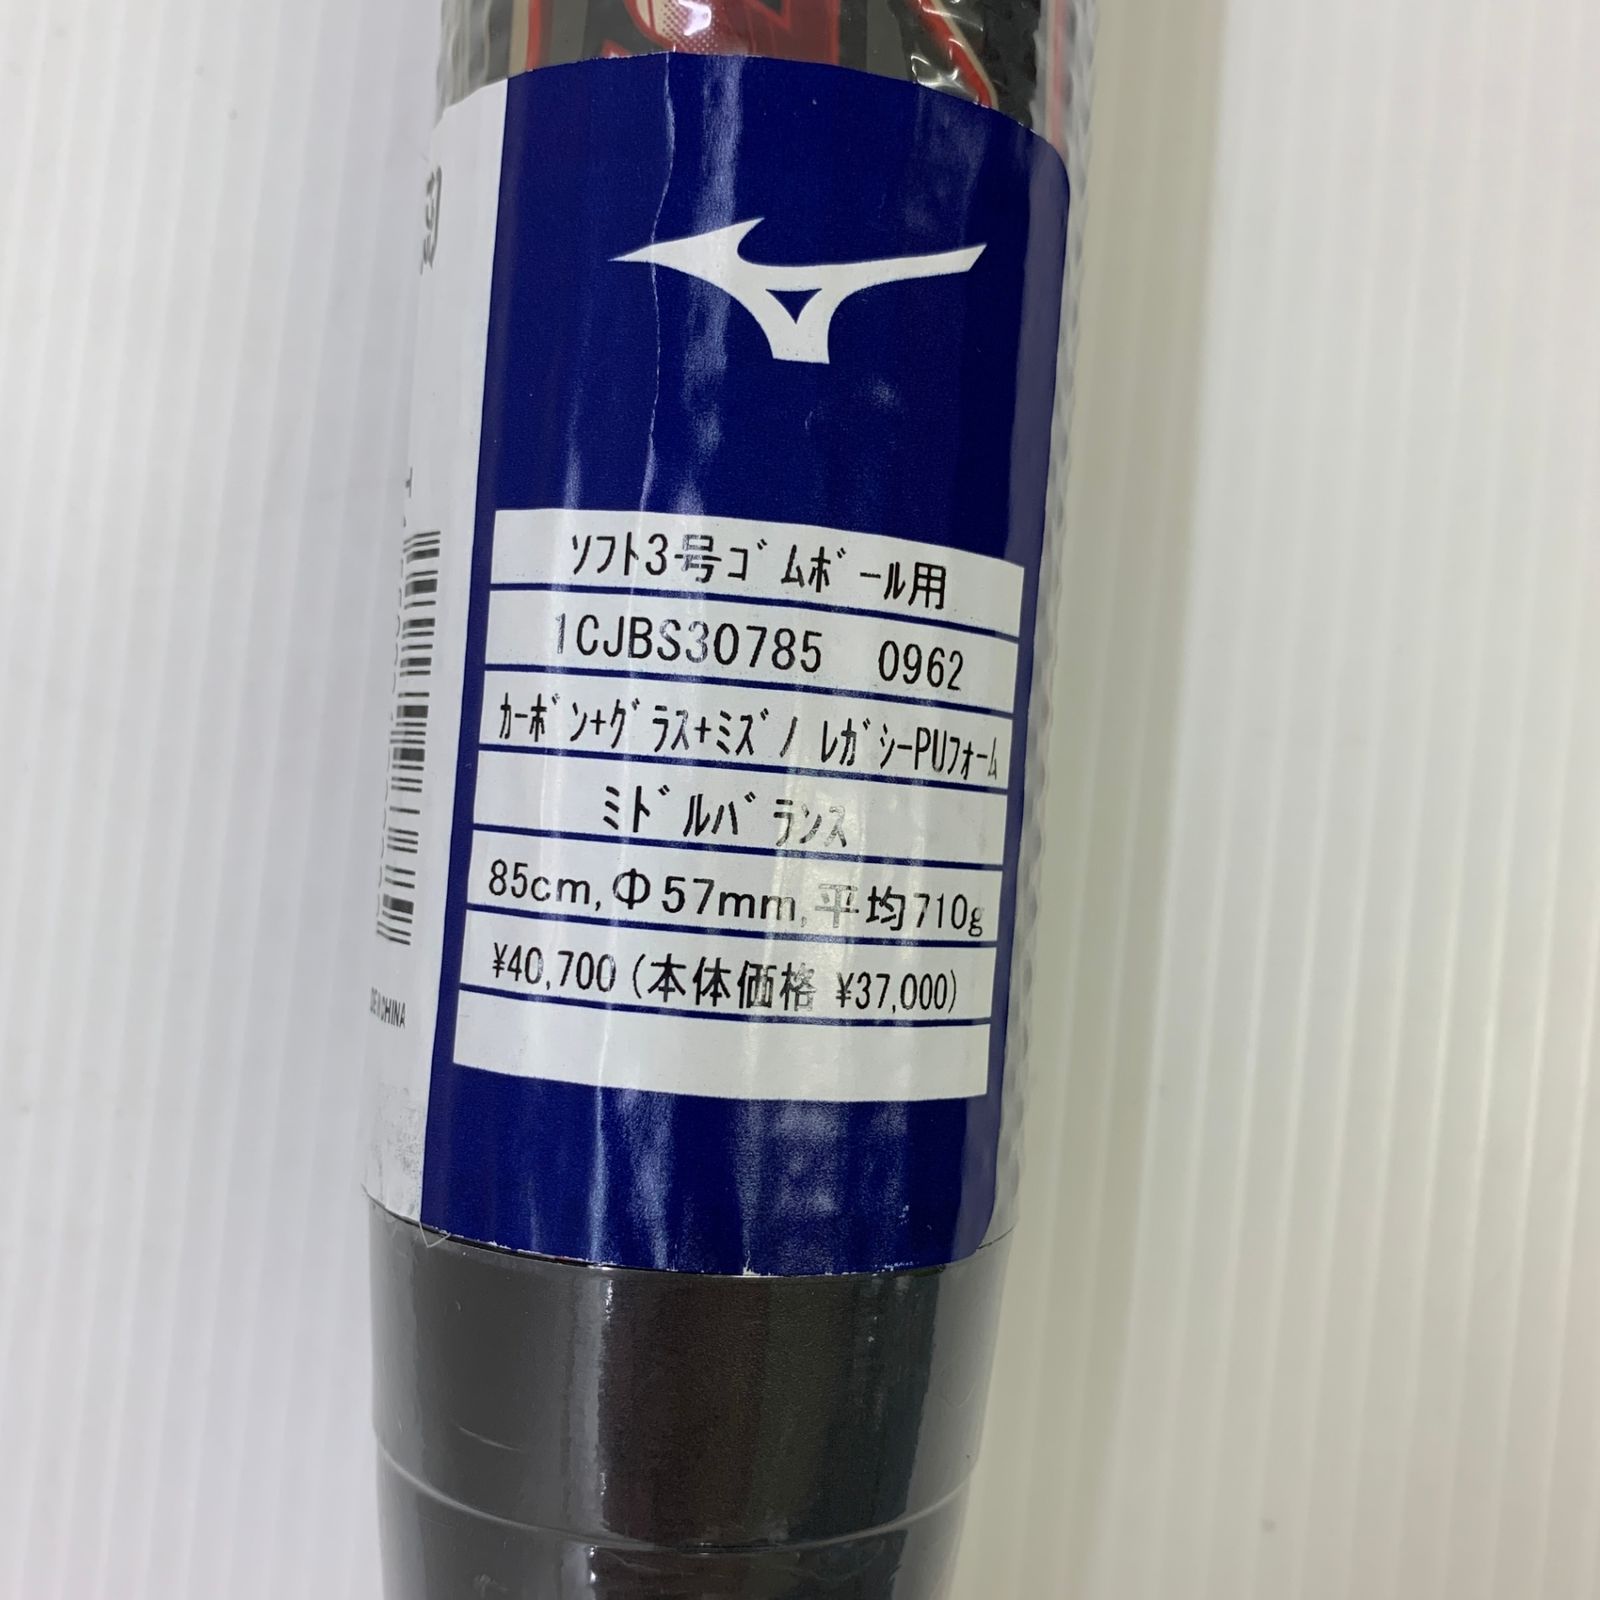 ｿﾌﾄ3号ｺﾞﾑﾎﾞｰﾙ用
1CJBS30785 0962
ｶｰﾎﾞﾝ+ｸﾞﾗｽ+ﾐｽﾞﾉ ﾚｶﾞｼｰPUﾌｫｰﾑ
ﾐﾄﾞﾙﾊﾞﾗﾝｽ
85cm,Φ57mm,平均710g
¥40,700(本体価格 ¥37,000)
CHINA